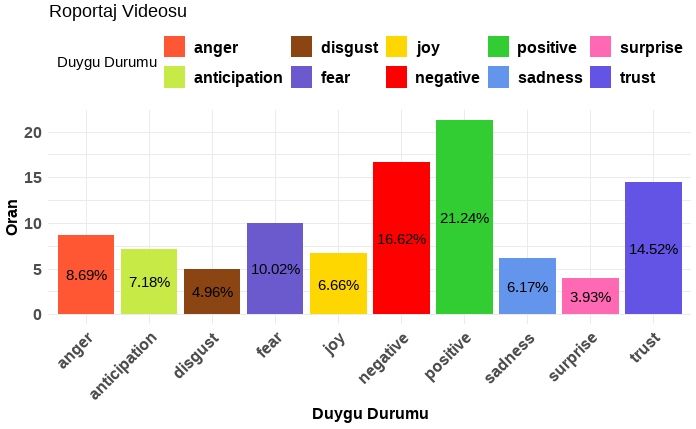 Roportaj Videosu
Duygu Durumu
anger disgust joy positive surprise
anticipation fear negative sadness trust
Oran
20
15
10
5
0
8.69% 7.18% 4.96% 10.02% 6.66% 16.62% 21.24% 6.17% 3.93% 14.52%
anger anticipation disgust fear joy negative positive sadness surprise trust
Duygu Durumu